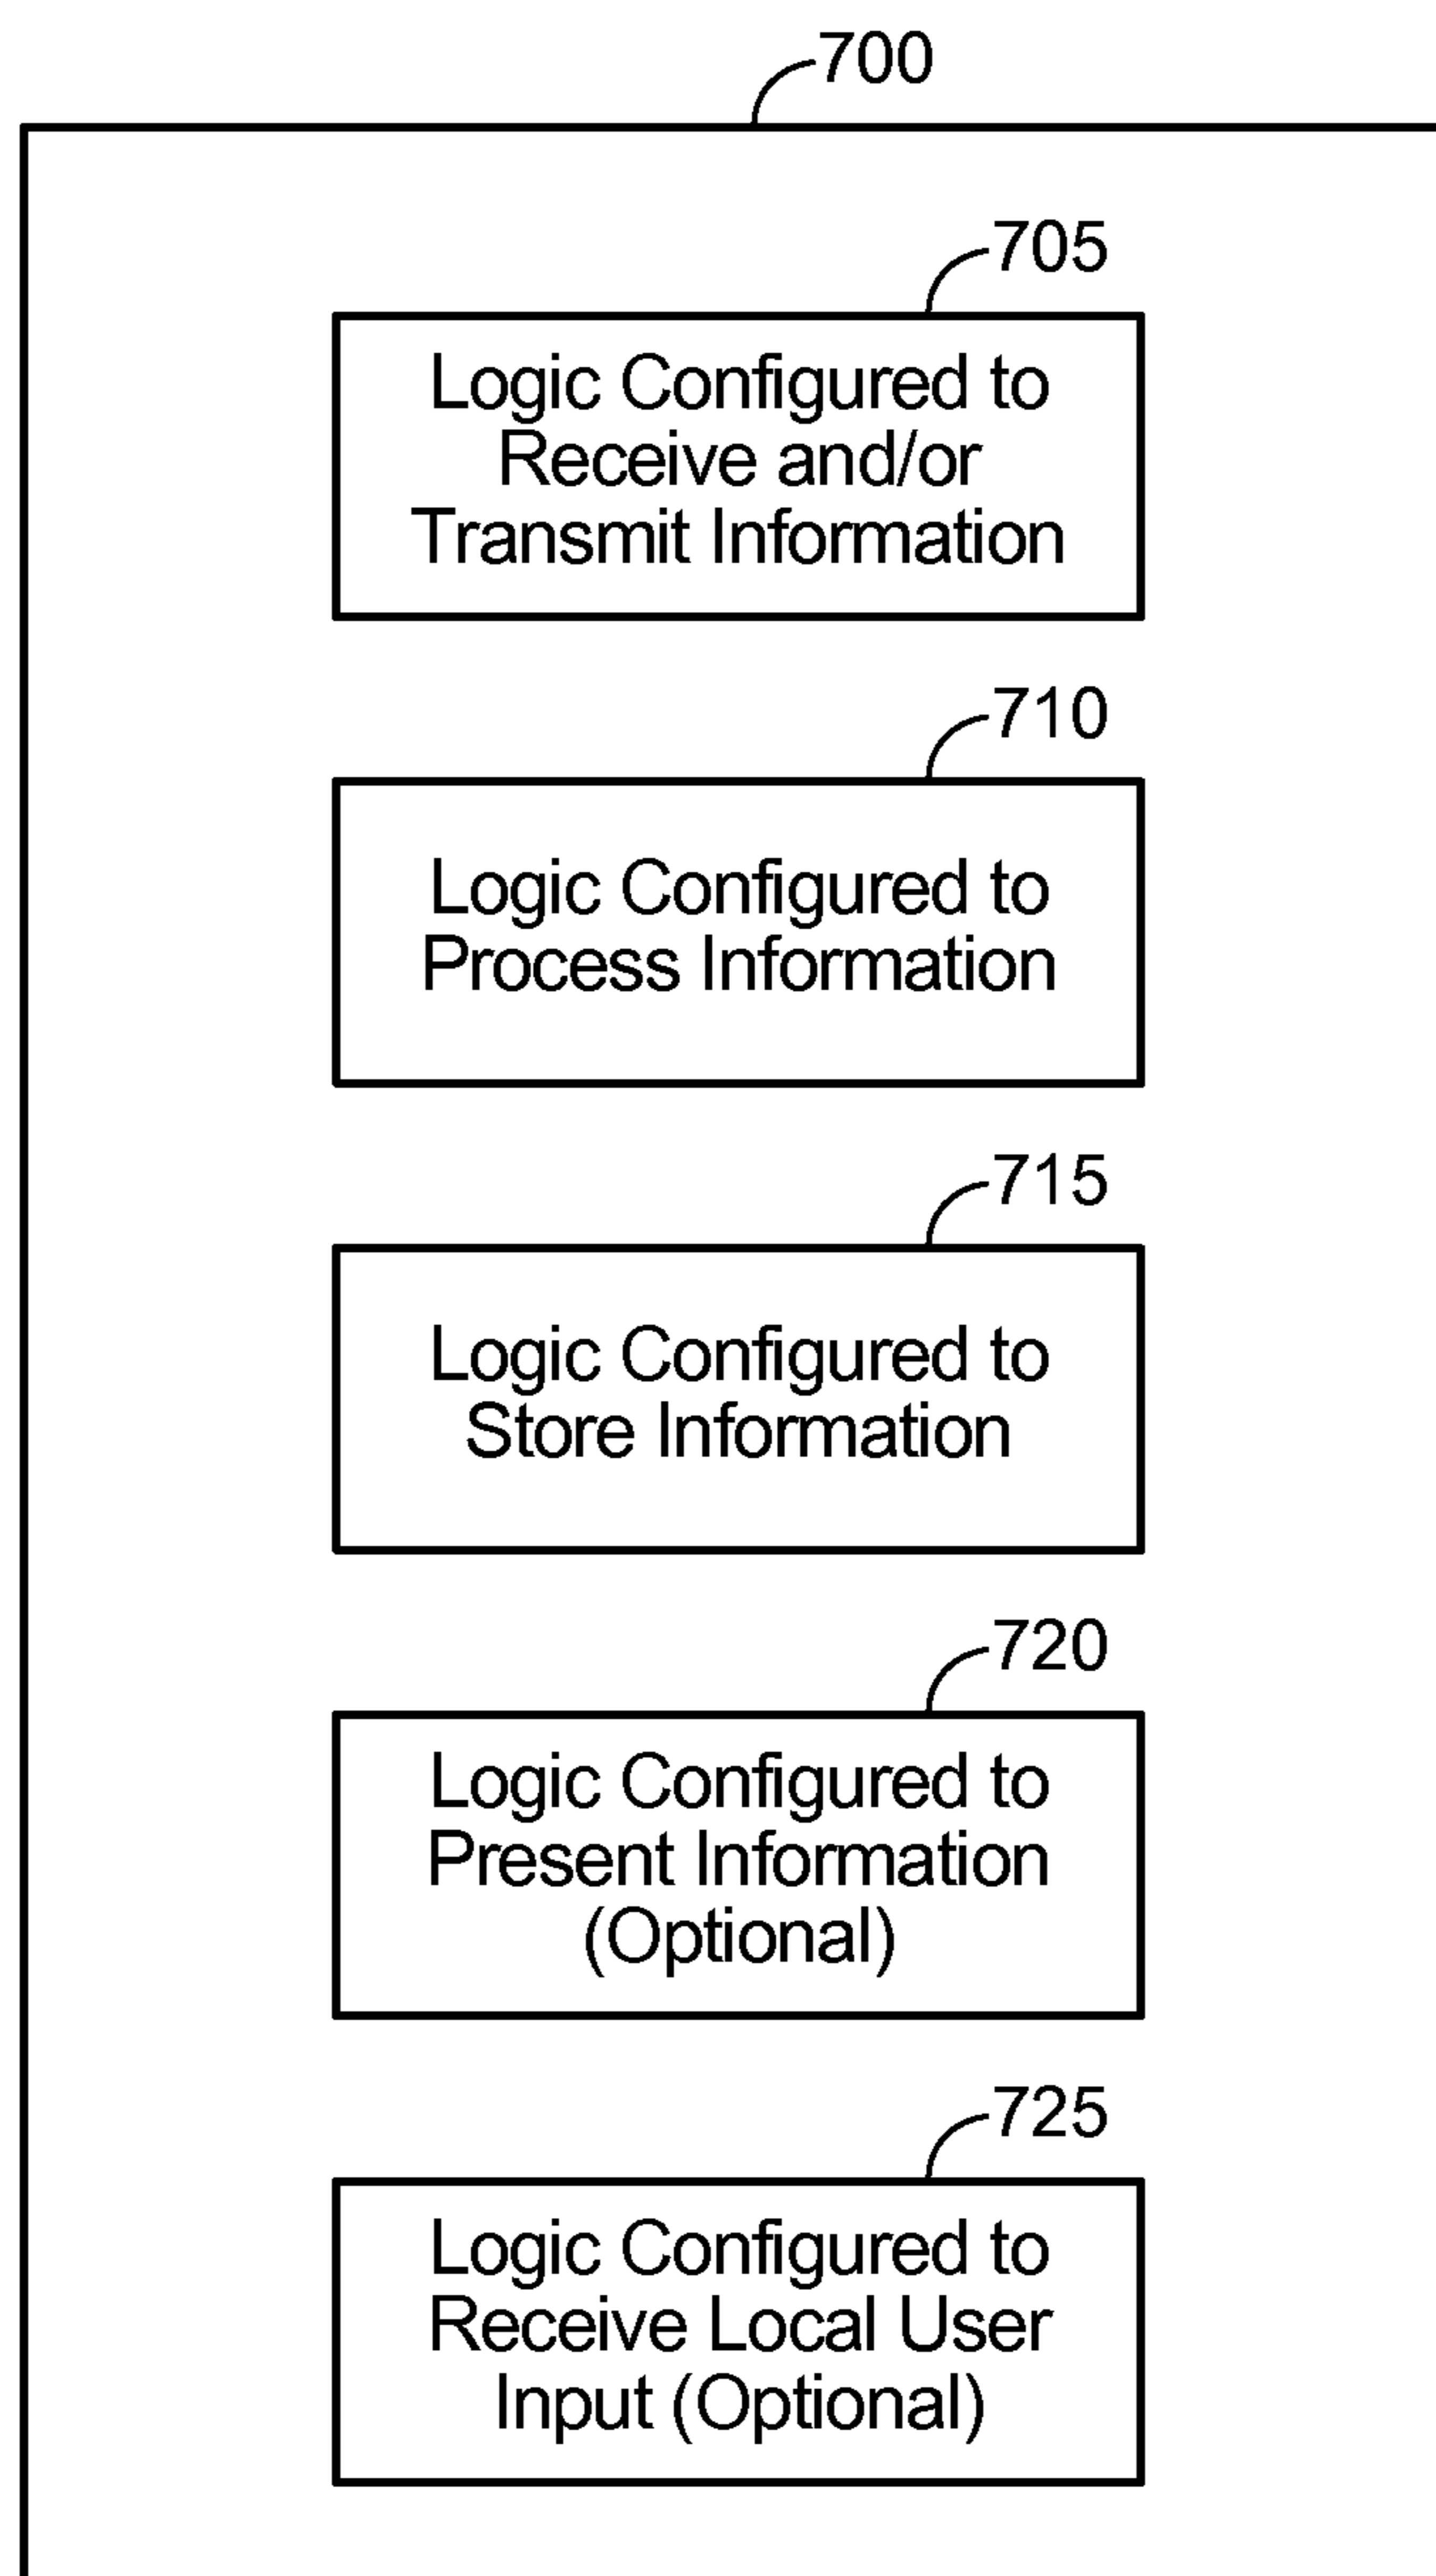 700
705
Logic Configured to
Receive and/or
Transmit Information
710
Logic Configured to
Process Information
715
Logic Configured to
Store Information
720
Logic Configured to
Present Information
(Optional)
725
Logic Configured to
Receive Local User
Input (Optional)